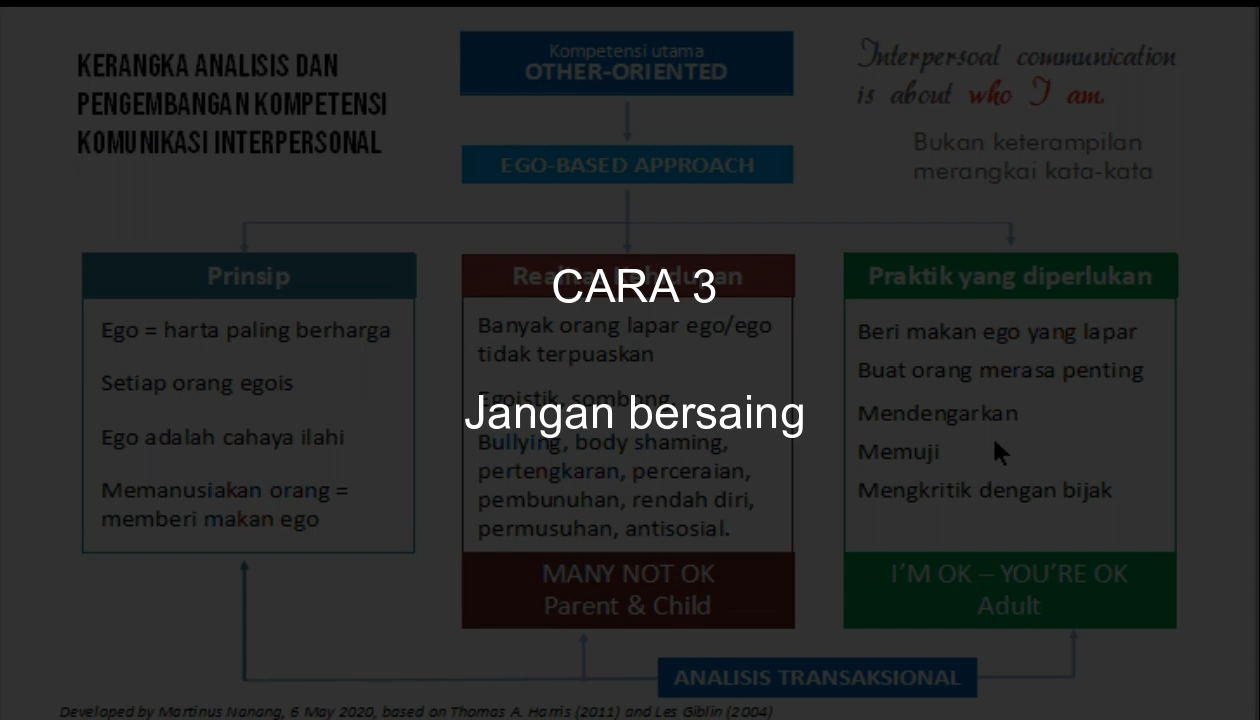 KERANGKA ANALISIS DAN
PENGEMBANGAN KOMPETENSI
KOMUNIKASI INTERPERSONAL
Kompetensi utama
OTHER-ORIENTED
Interpersoal communication
is about who I am.
Bukan keterampilan
merangkai kata-kata
EGO-BASED APPROACH
CARA 3
Jangan bersaing
Prinsip
Ego = harta paling berharga
Setiap orang egois
Ego adalah cahaya ilahi
Memanusiakan orang =
memberi makan ego
Banyak orang lapar ego/ego
tidak terpuaskan
Egoistik, sombong,
Bullying, body shaming,
pertengkaran, perceraian,
pembunuhan, rendah diri,
permusuhan, antisosial.
MANY NOT OK
Parent & Child
Praktik yang diperlukan
Beri makan ego yang lapar
Buat orang merasa penting
Mendengarkan
Memuji
Mengkritik dengan bijak
I'M OK – YOU'RE OK
Adult
ANALISIS TRANSAKSIONAL
Developed by Martinus Nanang, 6 May 2020, based on Thomas A. Harris (2011) and Les Giblin (2004)